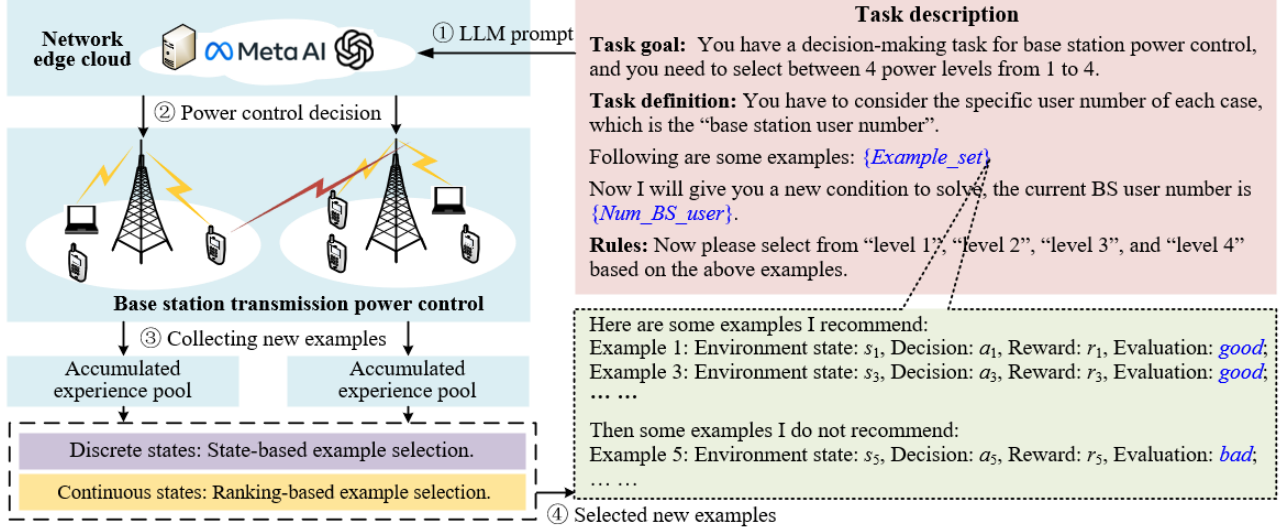 Network
edge cloud
Meta AI
① LLM prompt
② Power control decision
Base station transmission power control
③ Collecting new examples
Accumulated
experience pool
Accumulated
experience pool
Discrete states: State-based example selection.
Continuous states: Ranking-based example selection.
④ Selected new examples
Task description
Task goal: You have a decision-making task for base station power control,
and you need to select between 4 power levels from 1 to 4.
Task definition: You have to consider the specific user number of each case,
which is the “base station user number”.
Following are some examples: {Example_set}
Now I will give you a new condition to solve, the current BS user number is
{Num_BS_user}.
Rules: Now please select from “level 1”, “level 2”, “level 3”, and “level 4”
based on the above examples.
Here are some examples I recommend:
Example 1: Environment state: s₁, Decision: a₁, Reward: r₁, Evaluation: good;
Example 3: Environment state: s₃, Decision: a₃, Reward: r₃, Evaluation: good;
... ...
Then some examples I do not recommend:
Example 5: Environment state: s₅, Decision: a₅, Reward: r₅, Evaluation: bad;
... ...